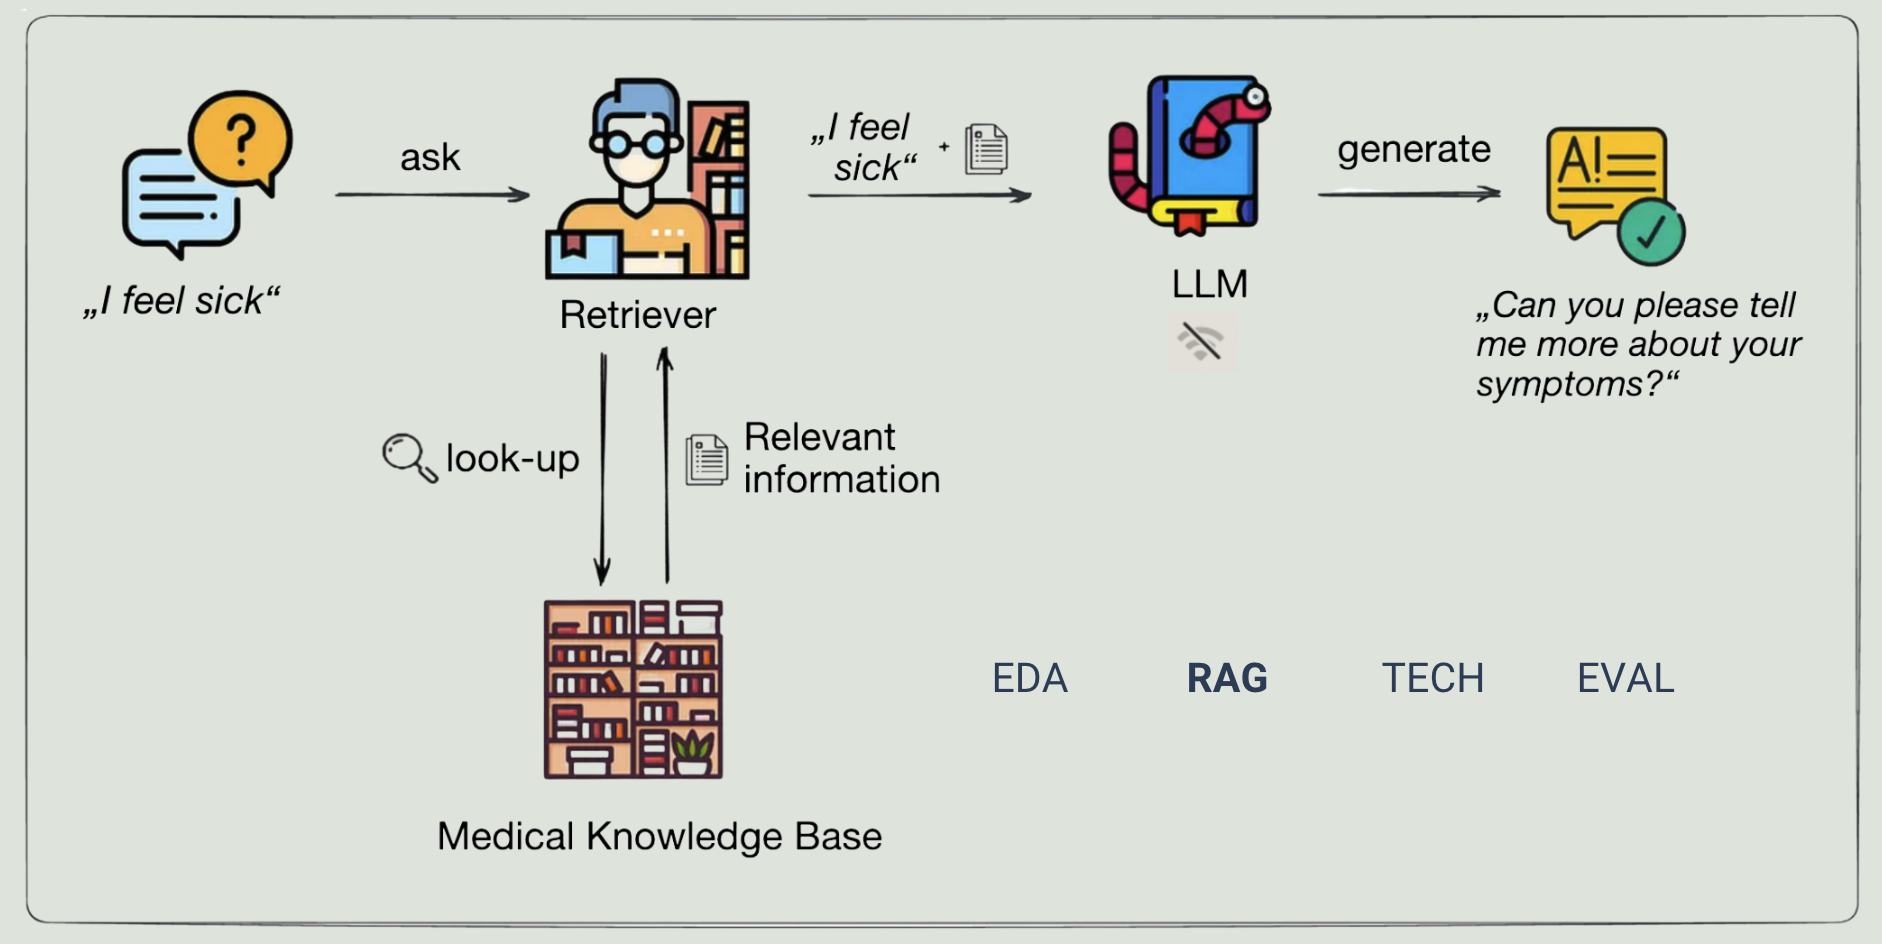 ask
„I feel
sick“
+
generate
A!
?
„I feel sick“
Retriever
LLM
„Can you please tell
me more about your
symptoms?“
look-up
Relevant
information
EDA
RAG
TECH
EVAL
Medical Knowledge Base